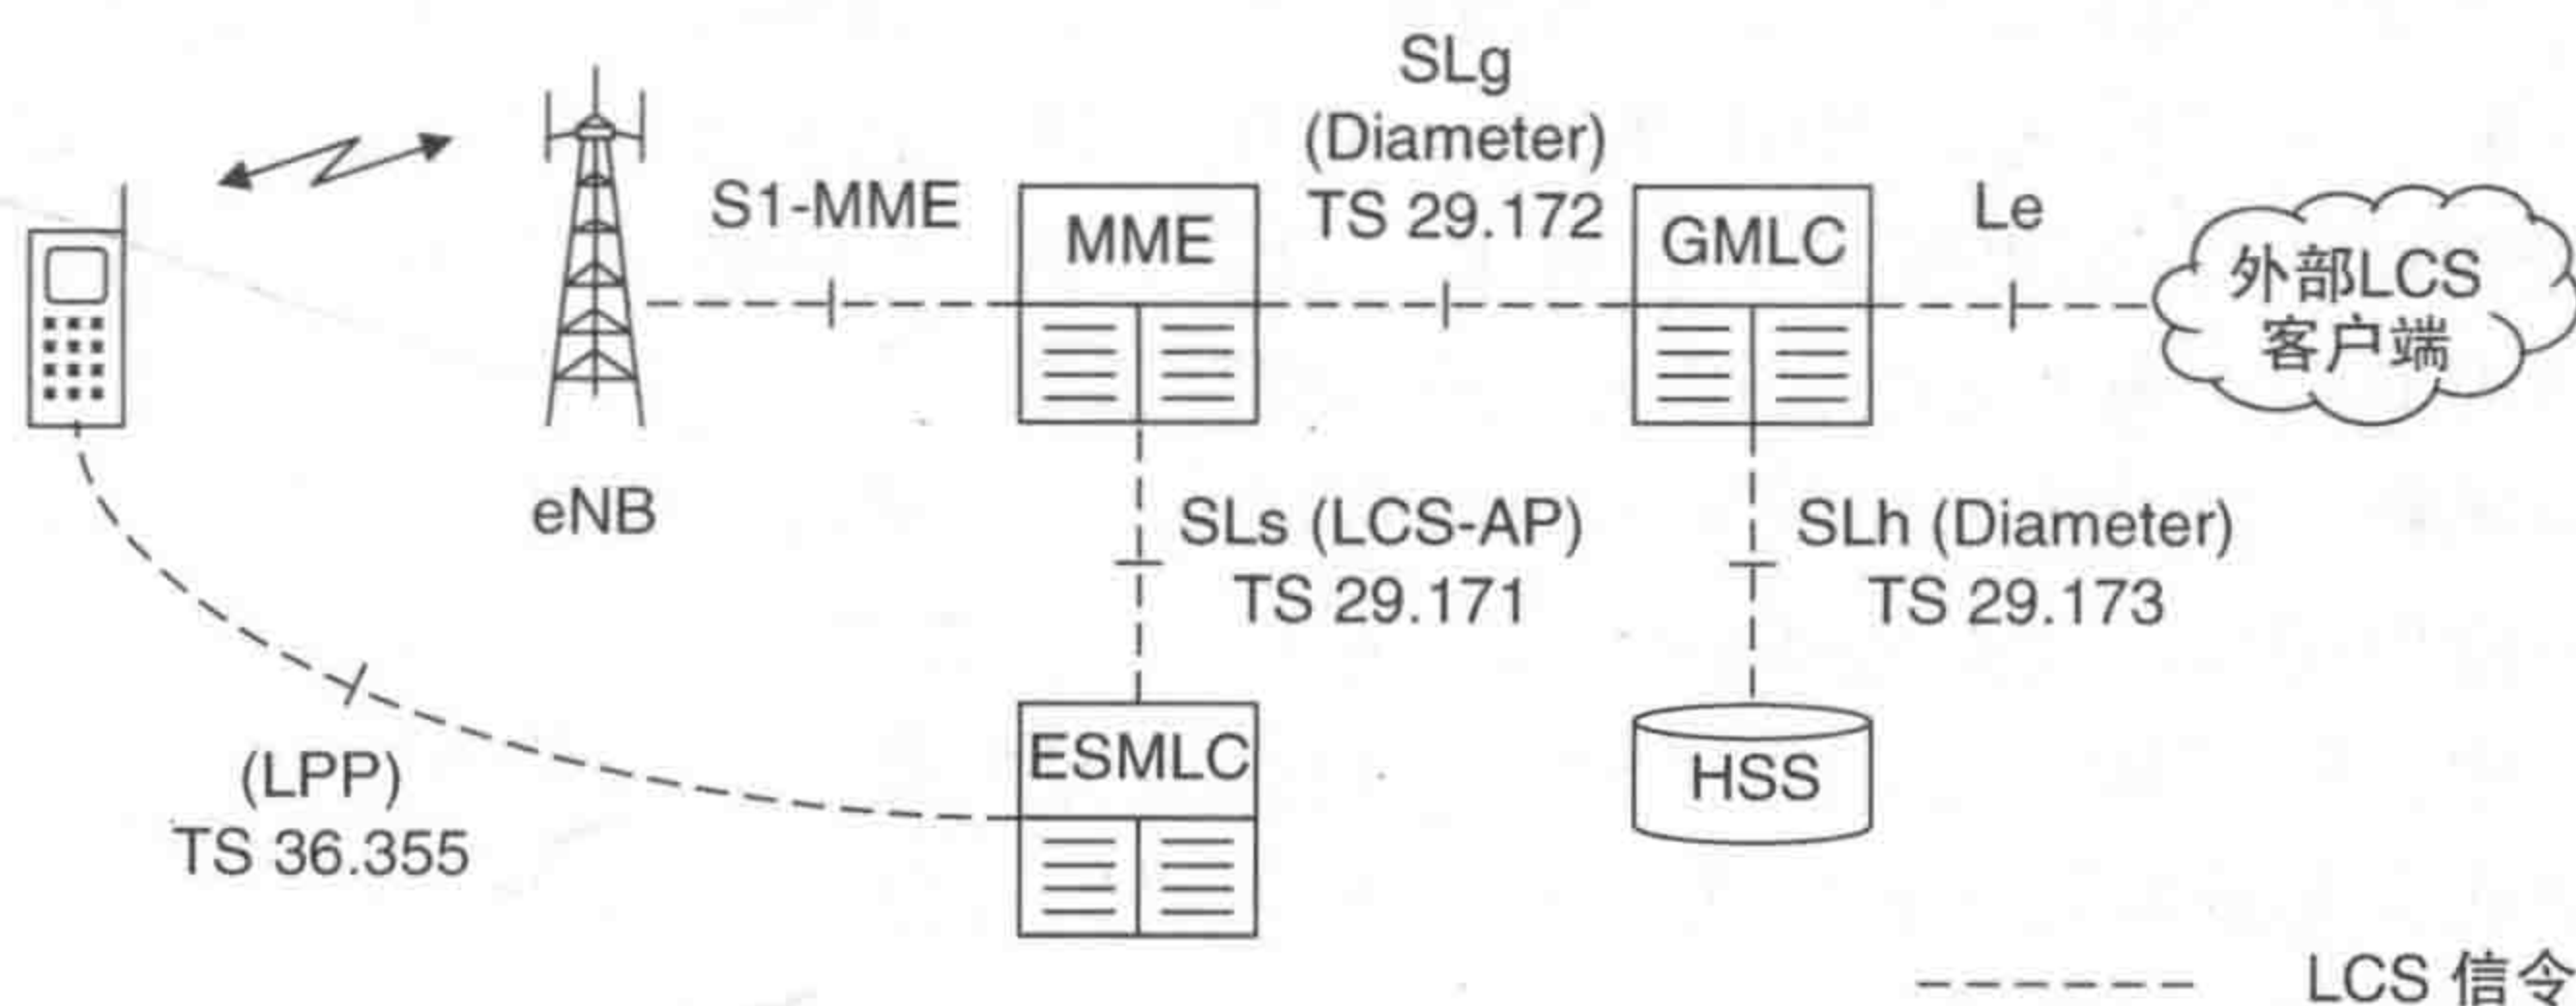 SLg
(Diameter)
TS 29.172
S1-MME
MME
GMLC
Le
外部LCS
客户端
eNB
SLs (LCS-AP)
TS 29.171
SLh (Diameter)
TS 29.173
ESMLC
HSS
(LPP)
TS 36.355
LCS 信令